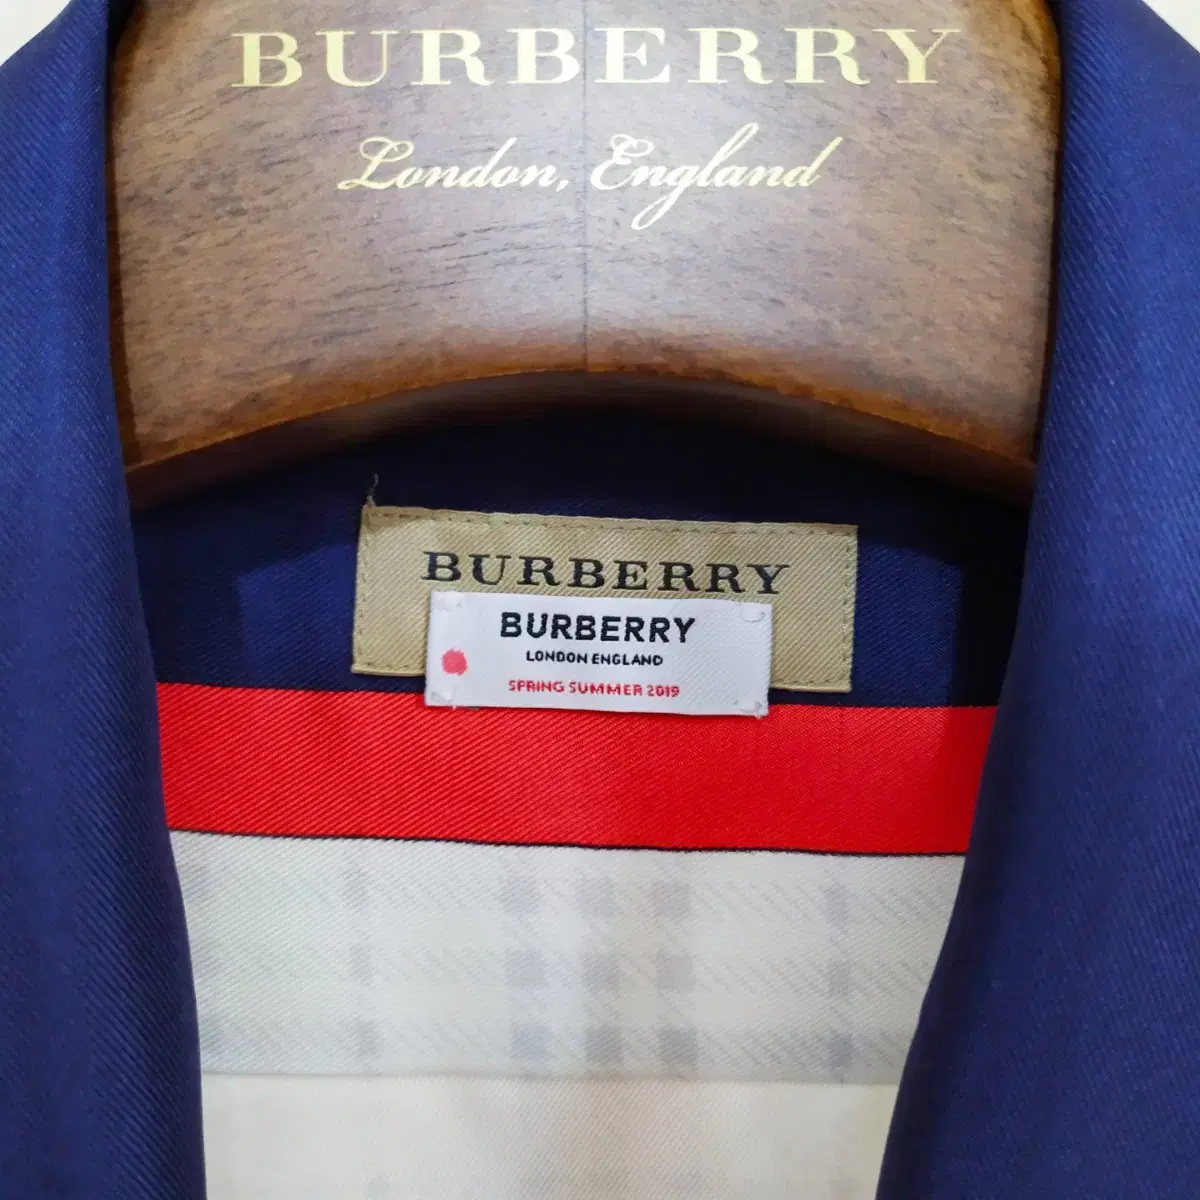 BURBERRY
London, England
BURBERRY
BURBERRY
LONDON ENGLAND
SPRING SUMMER 2019